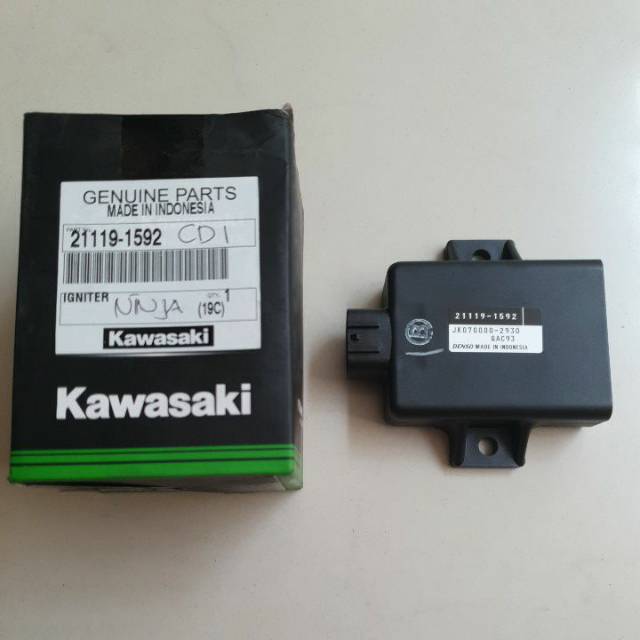 GENUINE PARTS
MADE IN INDONESIA
21119-1592 CDI
IGNITER NINJA QTY. 1
(19C)
Kawasaki
Kawasaki
21119-1592
JK070000-2930
6AC93
DENSO MADE IN INDONESIA